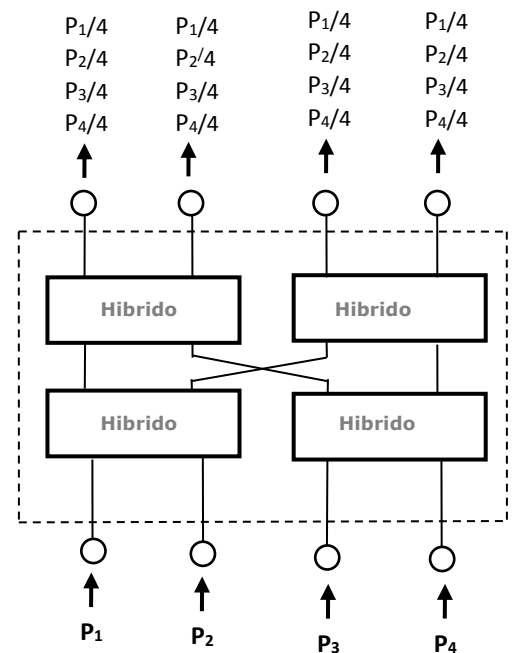 P₁/4 P₁/4 P₁/4 P₁/4
P₂/4 P₂/4 P₂/4 P₂/4
P₃/4 P₃/4 P₃/4 P₃/4
P₄/4 P₄/4 P₄/4 P₄/4
Hibrido Hibrido
Hibrido Hibrido
P₁ P₂ P₃ P₄